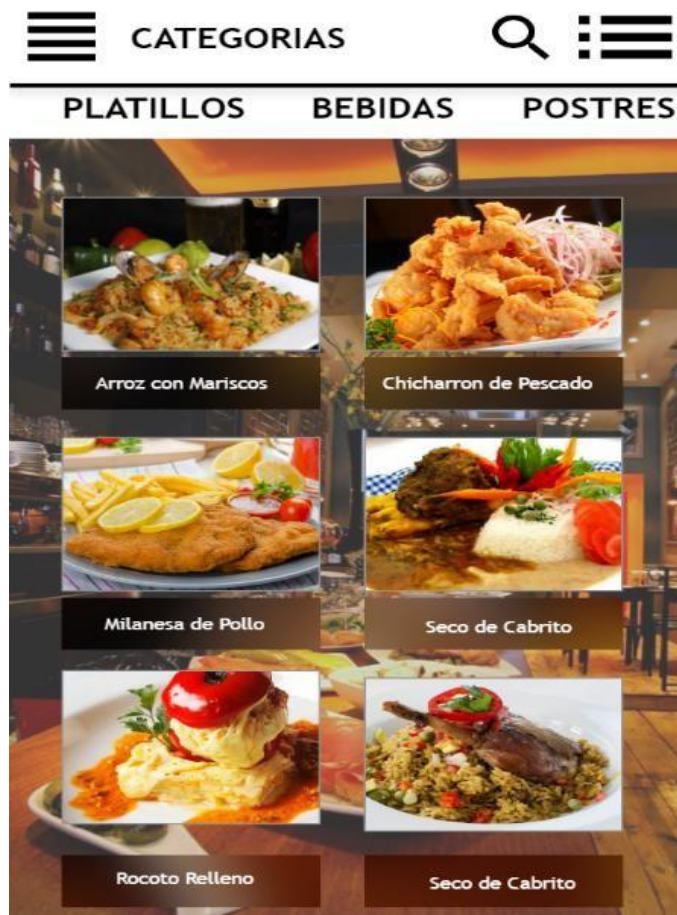 CATEGORIAS
PLATILLOS BEBIDAS POSTRES
Arroz con Mariscos Chicharron de Pescado
Milanesa de Pollo Seco de Cabrito
Rocoto Relleno Seco de Cabrito